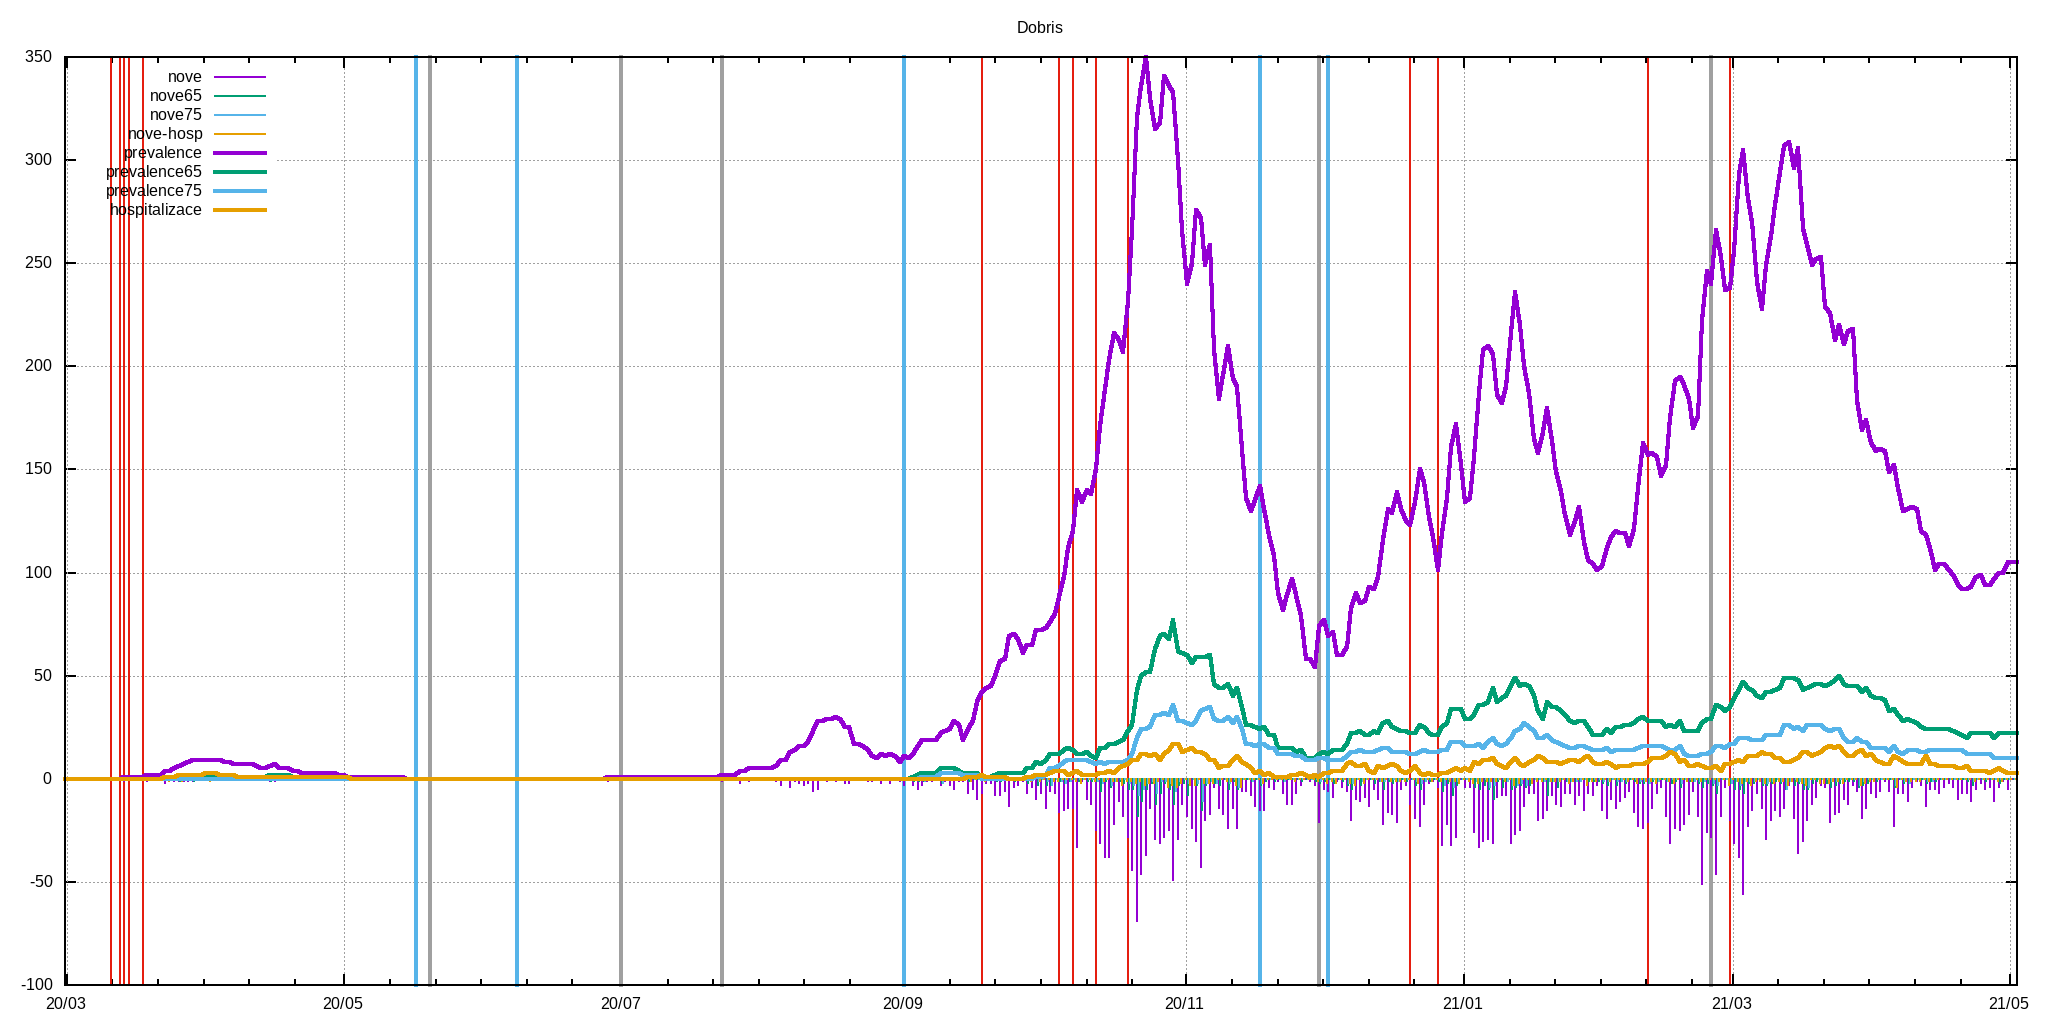 Dobris
350
300
250
200
150
100
50
0
-50
-100
nove
nove65
nove75
nove-hosp
prevalence
prevalence65
prevalence75
hospitalizace
20/03 20/05 20/07 20/09 20/11 21/01 21/03 21/05